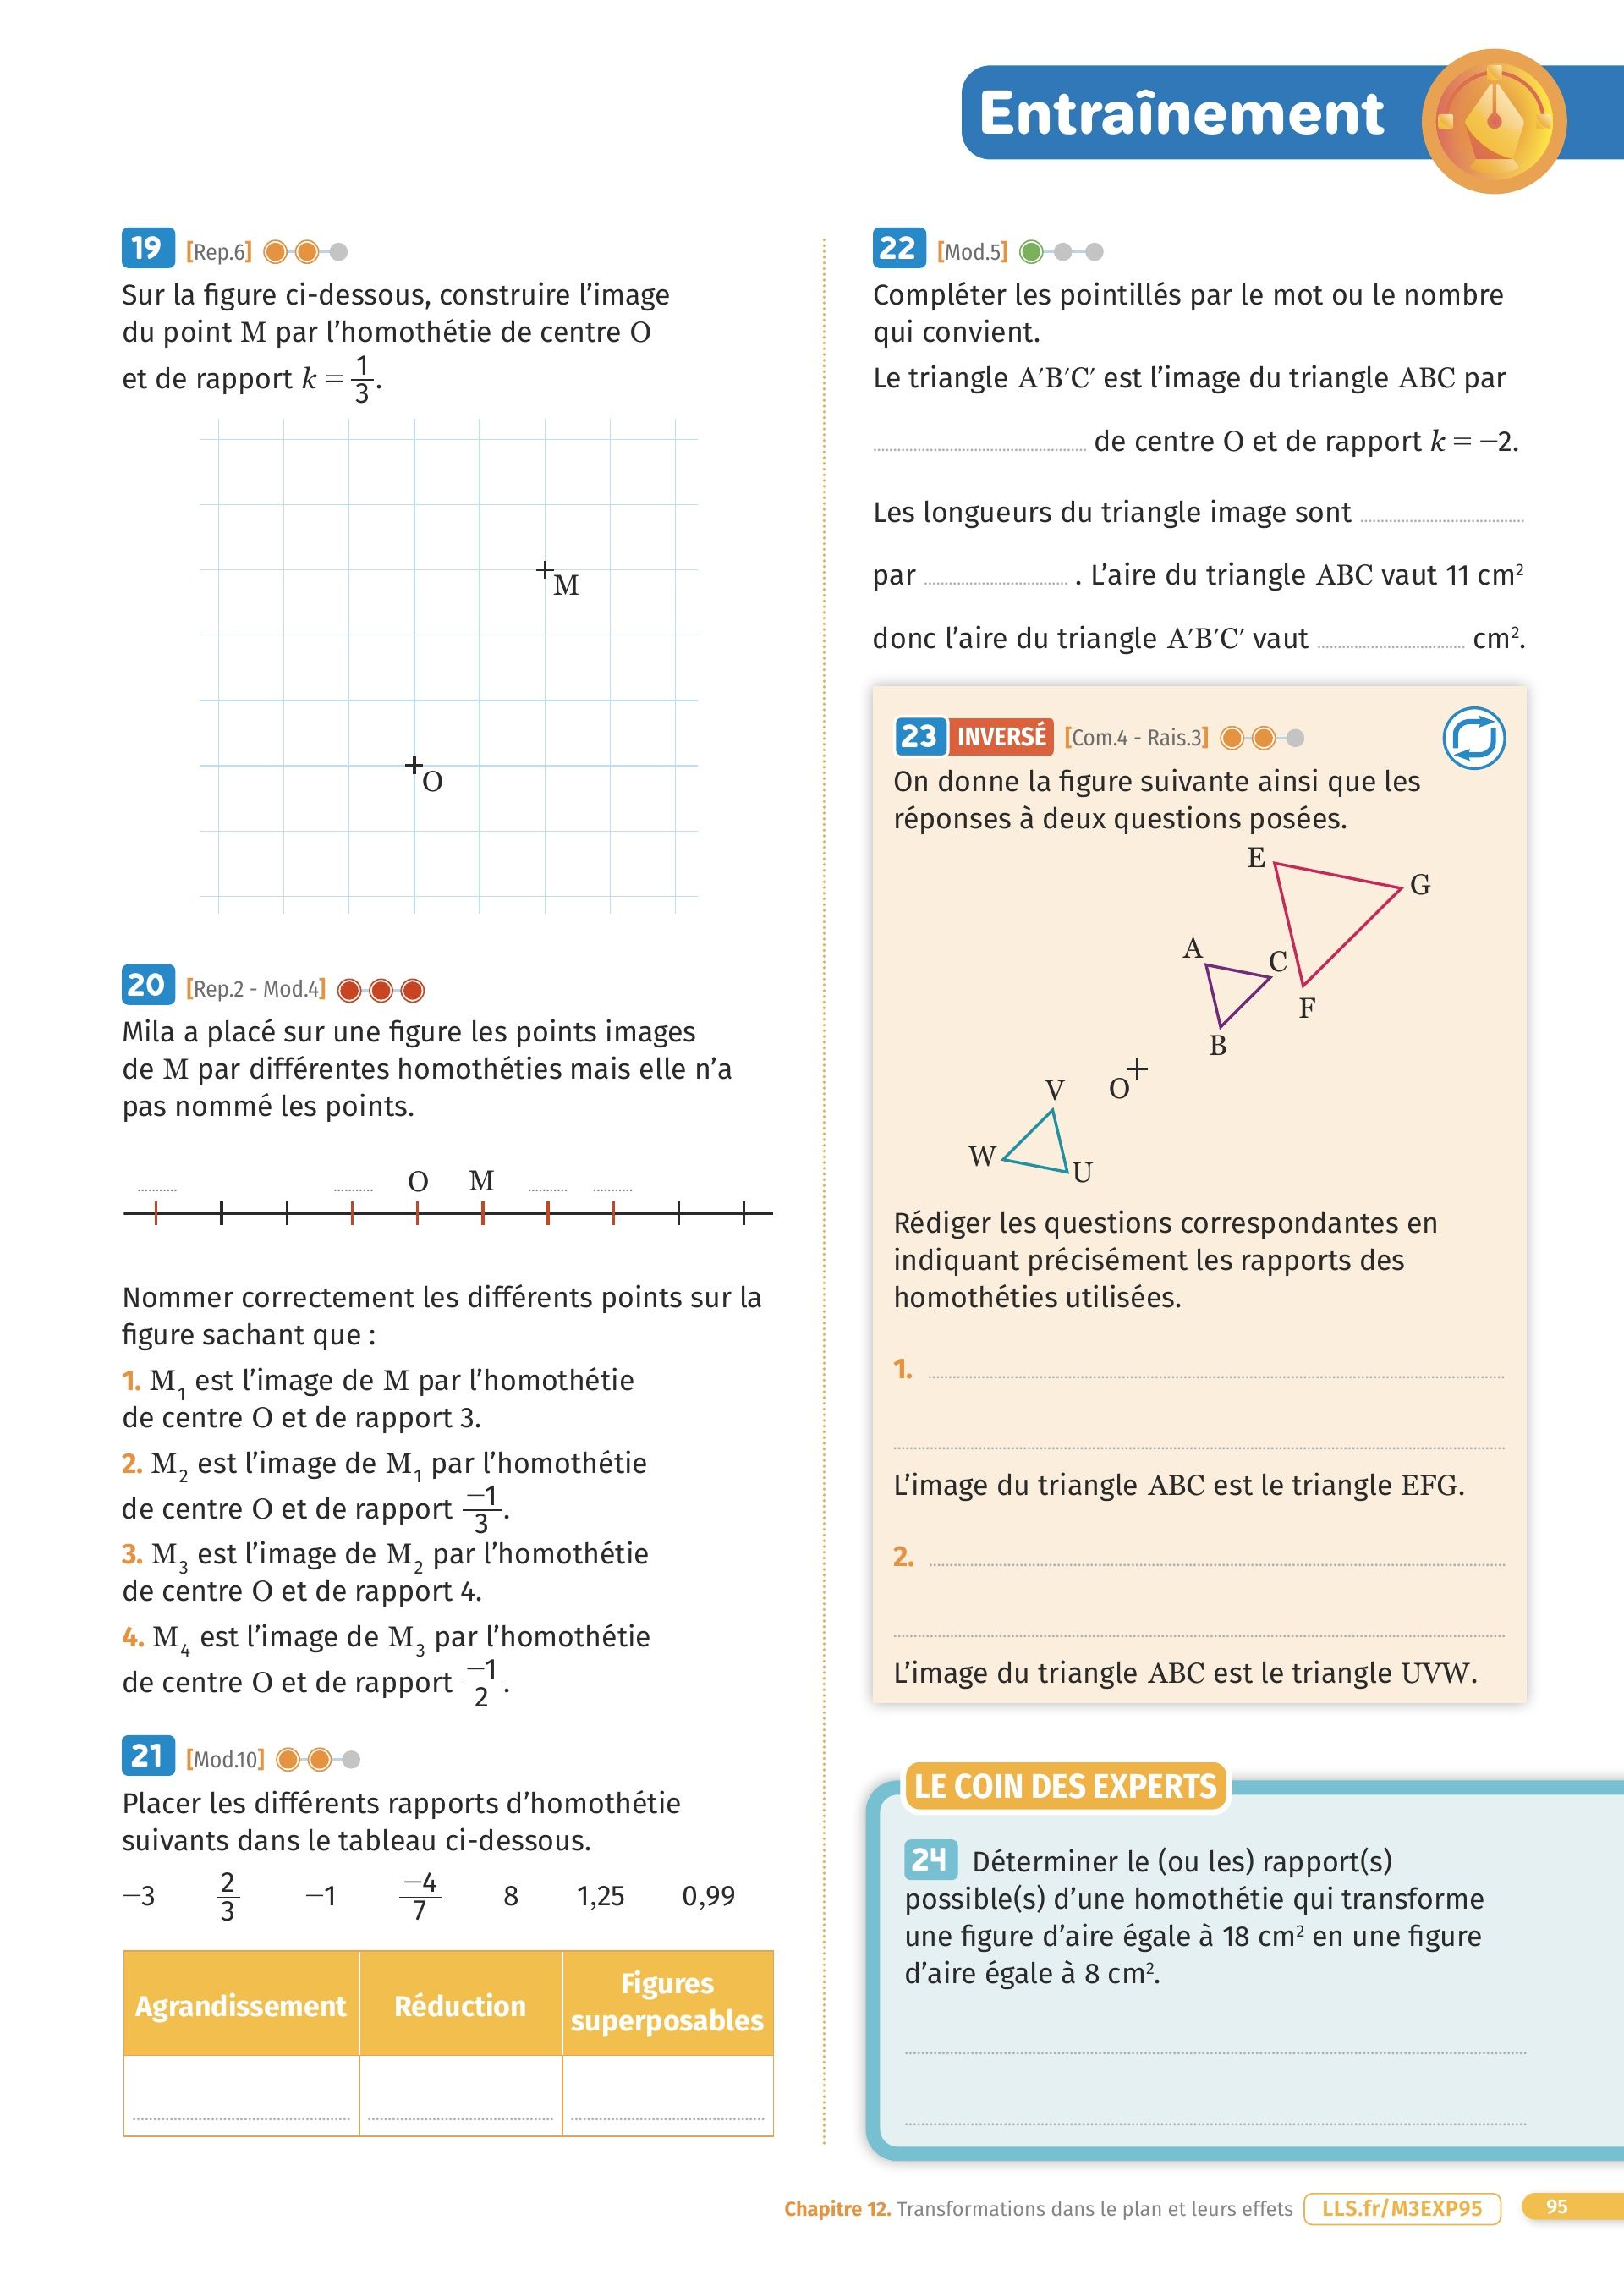 Entraînement
19 [Rep.6]
Sur la figure ci-dessous, construire l’image
du point M par l’homothétie de centre O
et de rapport k = 1/3.
M
O
20 [Rep.2 - Mod.4]
Mila a placé sur une figure les points images
de M par différentes homothéties mais elle n’a
pas nommé les points.
.......... .......... O M .......... ..........
Nommer correctement les différents points sur la
figure sachant que :
1. M₁ est l’image de M par l’homothétie
de centre O et de rapport 3.
2. M₂ est l’image de M₁ par l’homothétie
de centre O et de rapport −1/3.
3. M₃ est l’image de M₂ par l’homothétie
de centre O et de rapport 4.
4. M₄ est l’image de M₃ par l’homothétie
de centre O et de rapport −1/2.
21 [Mod.10]
Placer les différents rapports d’homothétie
suivants dans le tableau ci-dessous.
−3 2/3 −1 −4/7 8 1,25 0,99
Agrandissement Réduction Figures
superposables
22 [Mod.5]
Compléter les pointillés par le mot ou le nombre
qui convient.
Le triangle A′B′C′ est l’image du triangle ABC par
.......... de centre O et de rapport k = −2.
Les longueurs du triangle image sont ..........
par .......... . L’aire du triangle ABC vaut 11 cm²
donc l’aire du triangle A′B′C′ vaut .......... cm².
23 INVERSÉ [Com.4 - Rais.3]
On donne la figure suivante ainsi que les
réponses à deux questions posées.
E
G
A
C
F
B
V
O
W
U
Rédiger les questions correspondantes en
indiquant précisément les rapports des
homothéties utilisées.
1. ..........
L’image du triangle ABC est le triangle EFG.
2. ..........
L’image du triangle ABC est le triangle UVW.
LE COIN DES EXPERTS
24 Déterminer le (ou les) rapport(s)
possible(s) d’une homothétie qui transforme
une figure d’aire égale à 18 cm² en une figure
d’aire égale à 8 cm².
Chapitre 12. Transformations dans le plan et leurs effets LLS.fr/M3EXP95 95